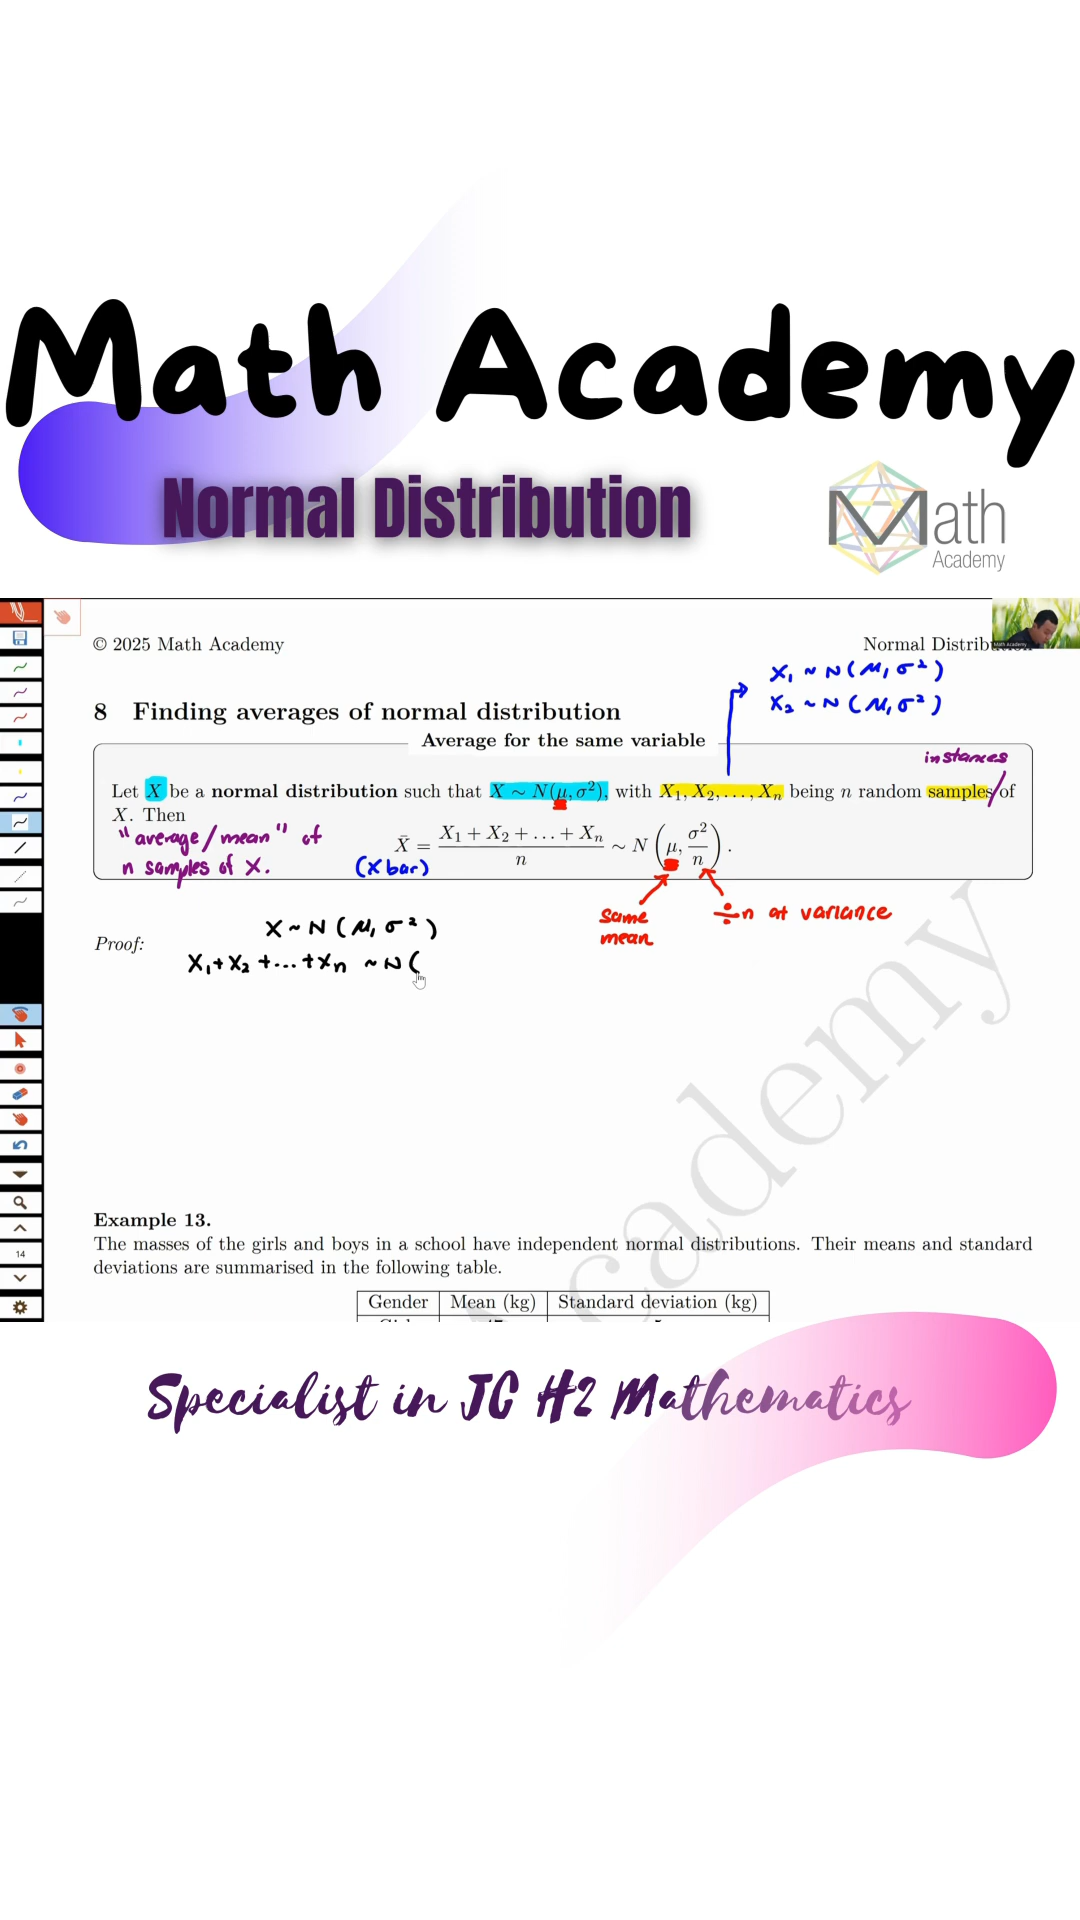 Math Academy
Normal Distribution
Math
Academy
© 2025 Math Academy
Normal Distribution
X₁ ~ N(μ, σ²)
X₂ ~ N(μ, σ²)
8 Finding averages of normal distribution
Average for the same variable
instances
Let X be a normal distribution such that X ∼ N(μ, σ²), with X₁, X₂, . . . , Xₙ being n random samples/of
X. Then
"average/mean" of
n samples of X.
X̄ = (X₁ + X₂ + . . . + Xₙ)/n ∼ N(μ, σ²/n).
(X bar)
same
mean
÷n at variance
Proof:
X ~ N(μ, σ²)
X₁+X₂+...+Xₙ ~ N(
Academy
Example 13.
The masses of the girls and boys in a school have independent normal distributions. Their means and standard
deviations are summarised in the following table.
Gender Mean (kg) Standard deviation (kg)
14
Specialist in JC H2 Mathematics